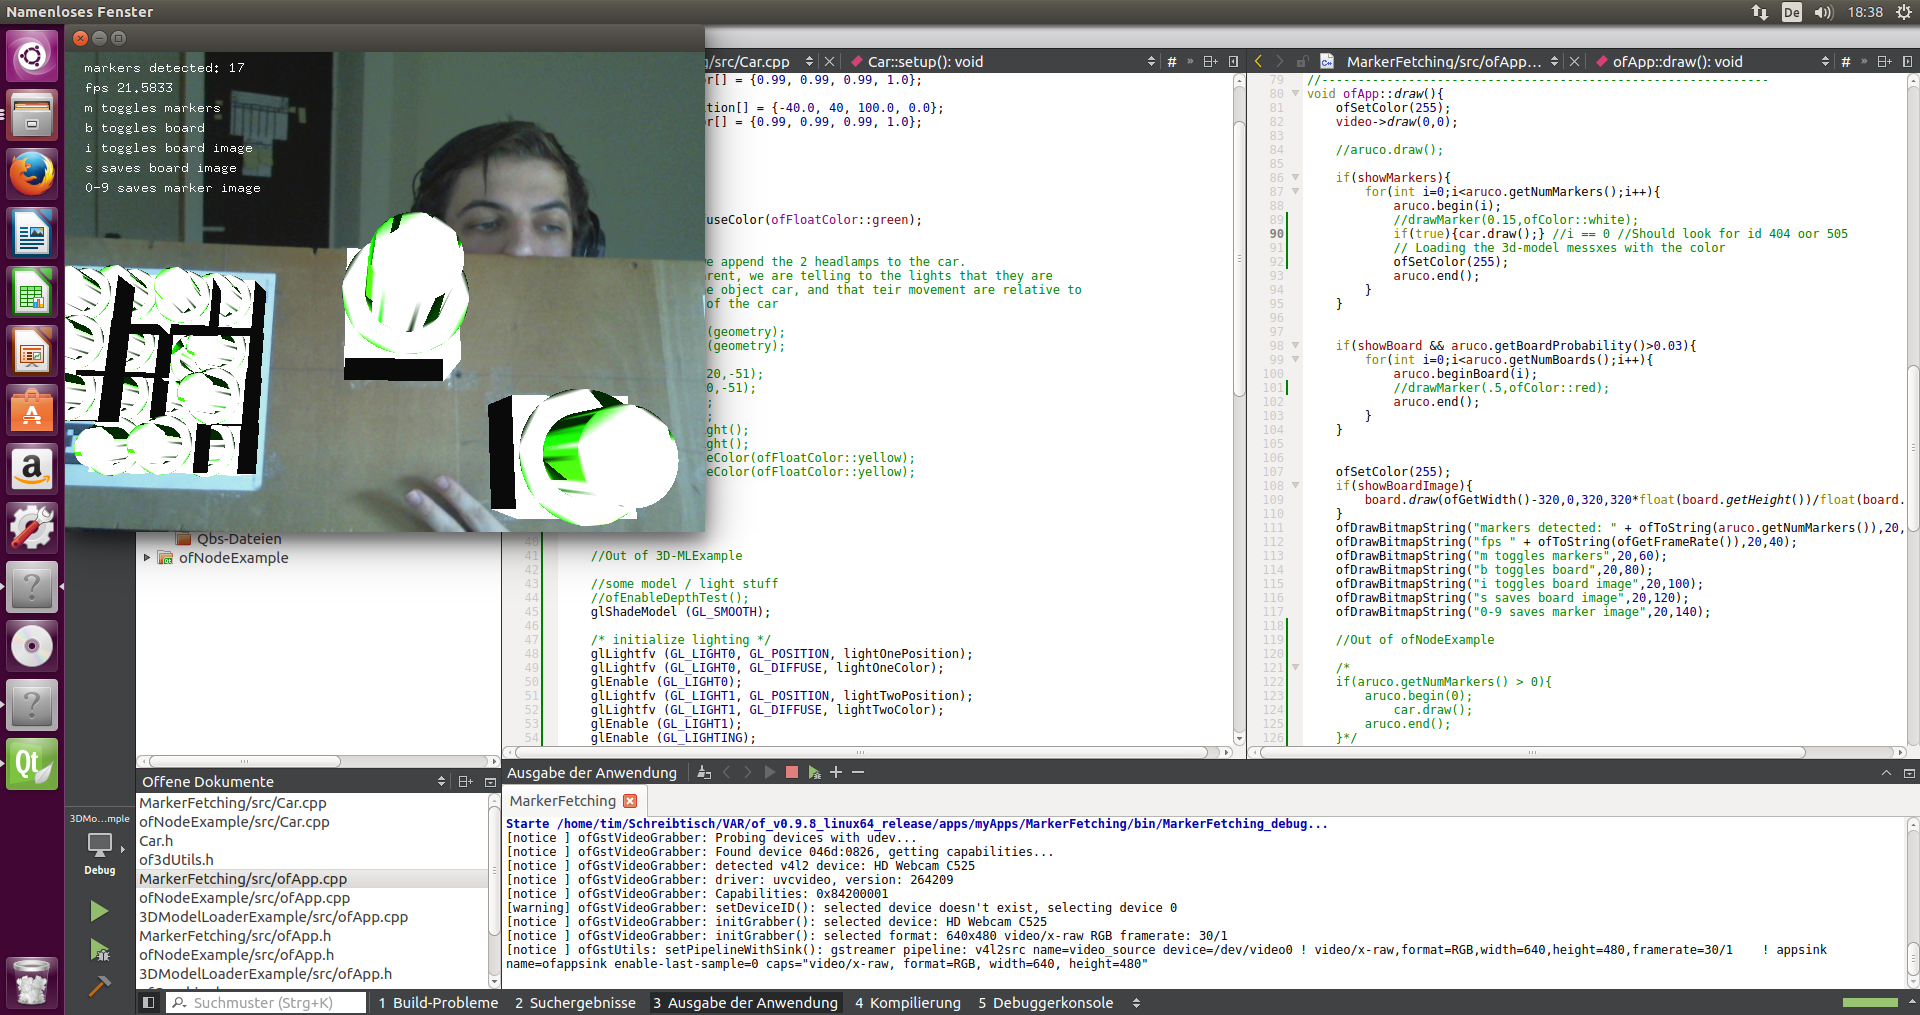 Namenloses Fenster
De
18:38
markers detected: 17
fps 21.5833
m toggles markers
b toggles board
i toggles board image
s saves board image
0-9 saves marker image
Qbs-Dateien
ofNodeExample
Offene Dokumente
MarkerFetching/src/Car.cpp
ofNodeExample/src/Car.cpp
Car.h
of3dUtils.h
MarkerFetching/src/ofApp.cpp
ofNodeExample/src/ofApp.cpp
3DModelLoaderExample/src/ofApp.cpp
MarkerFetching/src/ofApp.h
ofNodeExample/src/ofApp.h
3DModelLoaderExample/src/ofApp.h
3DMo...mple
Debug
Qt
/src/Car.cpp
Car::setup(): void
#
or[] = {0.99, 0.99, 0.99, 1.0};
ition[] = {-40.0, 40, 100.0, 0.0};
or[] = {0.99, 0.99, 0.99, 1.0};
fuseColor(ofFloatColor::green);
e append the 2 headlamps to the car.
arent, we are telling to the lights that they are
e object car, and that teir movement are relative to
of the car
(geometry);
(geometry);
20,-51);
20,-51);
;
ght();
ght();
eColor(ofFloatColor::yellow);
eColor(ofFloatColor::yellow);
40
41 //Out of 3D-MLExample
42
43 //some model / light stuff
44 //ofEnableDepthTest();
45 glShadeModel (GL_SMOOTH);
46
47 /* initialize lighting */
48 glLightfv (GL_LIGHT0, GL_POSITION, lightOnePosition);
49 glLightfv (GL_LIGHT0, GL_DIFFUSE, lightOneColor);
50 glEnable (GL_LIGHT0);
51 glLightfv (GL_LIGHT1, GL_POSITION, lightTwoPosition);
52 glLightfv (GL_LIGHT1, GL_DIFFUSE, lightTwoColor);
53 glEnable (GL_LIGHT1);
54 glEnable (GL_LIGHTING);
MarkerFetching/src/ofApp...
ofApp::draw(): void
#
79 //--------------------------------------------------------------
80 void ofApp::draw(){
81 ofSetColor(255);
82 video->draw(0,0);
83
84 //aruco.draw();
85
86 if(showMarkers){
87 for(int i=0;i<aruco.getNumMarkers();i++){
88 aruco.begin(i);
89 //drawMarker(0.15,ofColor::white);
90 if(true){car.draw();} //i == 0 //Should look for id 404 oor 505
91 // Loading the 3d-model messxes with the color
92 ofSetColor(255);
93 aruco.end();
94 }
95 }
96
97
98 if(showBoard && aruco.getBoardProbability()>0.03){
99 for(int i=0;i<aruco.getNumBoards();i++){
100 aruco.beginBoard(i);
101 //drawMarker(.5,ofColor::red);
102 aruco.end();
103 }
104 }
105
106
107 ofSetColor(255);
108 if(showBoardImage){
109 board.draw(ofGetWidth()-320,0,320,320*float(board.getHeight())/float(board.
110 }
111 ofDrawBitmapString("markers detected: " + ofToString(aruco.getNumMarkers()),20,
112 ofDrawBitmapString("fps " + ofToString(ofGetFrameRate()),20,40);
113 ofDrawBitmapString("m toggles markers",20,60);
114 ofDrawBitmapString("b toggles board",20,80);
115 ofDrawBitmapString("i toggles board image",20,100);
116 ofDrawBitmapString("s saves board image",20,120);
117 ofDrawBitmapString("0-9 saves marker image",20,140);
118
119 //Out of ofNodeExample
120
121 /*
122 if(aruco.getNumMarkers() > 0){
123 aruco.begin(0);
124 car.draw();
125 aruco.end();
126 }*/
Ausgabe der Anwendung
MarkerFetching
Starte /home/tim/Schreibtisch/VAR/of_v0.9.8_linux64_release/apps/myApps/MarkerFetching/bin/MarkerFetching_debug...
[notice ] ofGstVideoGrabber: Probing devices with udev...
[notice ] ofGstVideoGrabber: Found device 046d:0826, getting capabilities...
[notice ] ofGstVideoGrabber: detected v4l2 device: HD Webcam C525
[notice ] ofGstVideoGrabber: driver: uvcvideo, version: 264209
[notice ] ofGstVideoGrabber: Capabilities: 0x84200001
[warning] ofGstVideoGrabber: setDeviceID(): selected device doesn't exist, selecting device 0
[notice ] ofGstVideoGrabber: initGrabber(): selected device: HD Webcam C525
[notice ] ofGstVideoGrabber: initGrabber(): selected format: 640x480 video/x-raw RGB framerate: 30/1
[notice ] ofGstUtils: setPipelineWithSink(): gstreamer pipeline: v4l2src name=video_source device=/dev/video0 ! video/x-raw,format=RGB,width=640,height=480,framerate=30/1 ! appsink
name=ofappsink enable-last-sample=0 caps="video/x-raw, format=RGB, width=640, height=480"
Suchmuster (Strg+K)
1 Build-Probleme
2 Suchergebnisse
3 Ausgabe der Anwendung
4 Kompilierung
5 Debuggerkonsole